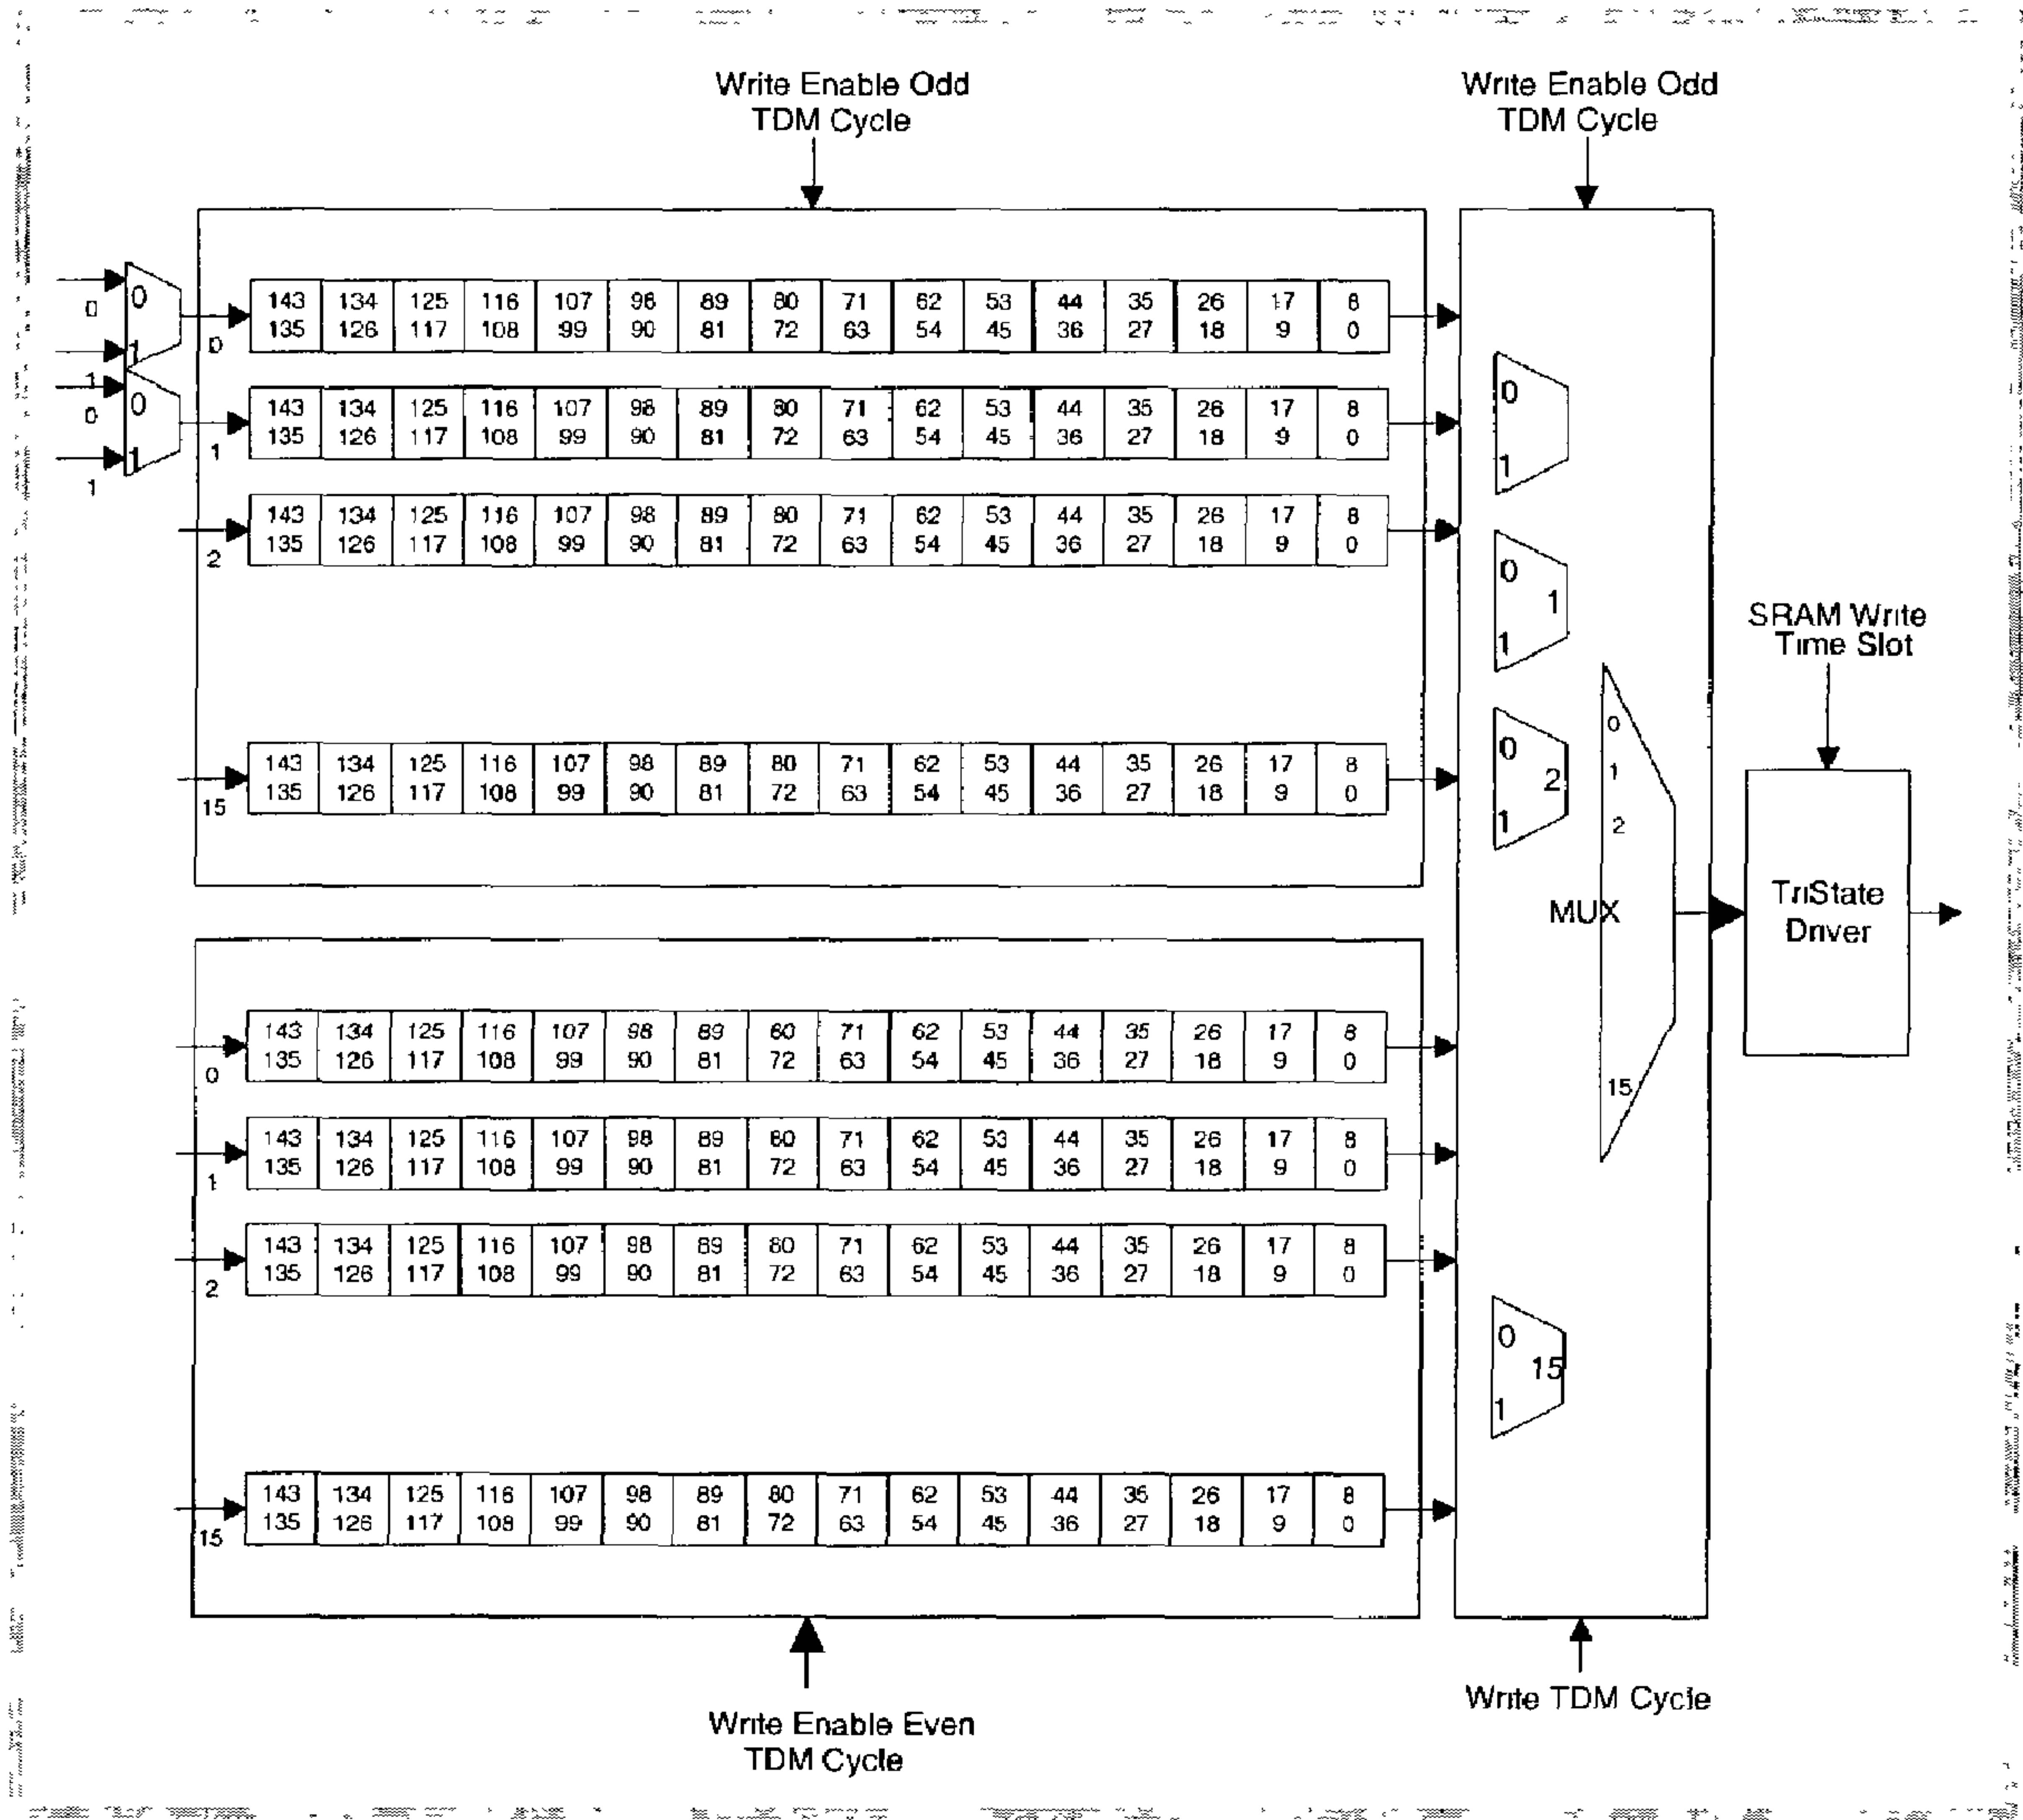 Write Enable Odd
TDM Cycle
Write Enable Odd
TDM Cycle
0
1
0
1
0
1
0
1
0
143 134 125 116 107 98 89 80 71 62 53 44 35 26 17 8
135 126 117 108 99 90 81 72 63 54 45 36 27 18 9 0
1
143 134 125 116 107 98 89 80 71 62 53 44 35 26 17 8
135 126 117 108 99 90 81 72 63 54 45 36 27 18 9 0
2
143 134 125 116 107 98 89 80 71 62 53 44 35 26 17 8
135 126 117 108 99 90 81 72 63 54 45 36 27 18 9 0
15
143 134 125 116 107 98 89 80 71 62 53 44 35 26 17 8
135 126 117 108 99 90 81 72 63 54 45 36 27 18 9 0
0
143 134 125 116 107 98 89 80 71 62 53 44 35 26 17 8
135 126 117 108 99 90 81 72 63 54 45 36 27 18 9 0
1
143 134 125 116 107 98 89 80 71 62 53 44 35 26 17 8
135 126 117 108 99 90 81 72 63 54 45 36 27 18 9 0
2
143 134 125 116 107 98 89 80 71 62 53 44 35 26 17 8
135 126 117 108 99 90 81 72 63 54 45 36 27 18 9 0
15
143 134 125 116 107 98 89 80 71 62 53 44 35 26 17 8
135 126 117 108 99 90 81 72 63 54 45 36 27 18 9 0
0
1
0
1
1
0
2
1
0
15
1
0
1
2
MUX
15
SRAM Write
Time Slot
TriState
Driver
Write Enable Even
TDM Cycle
Write TDM Cycle